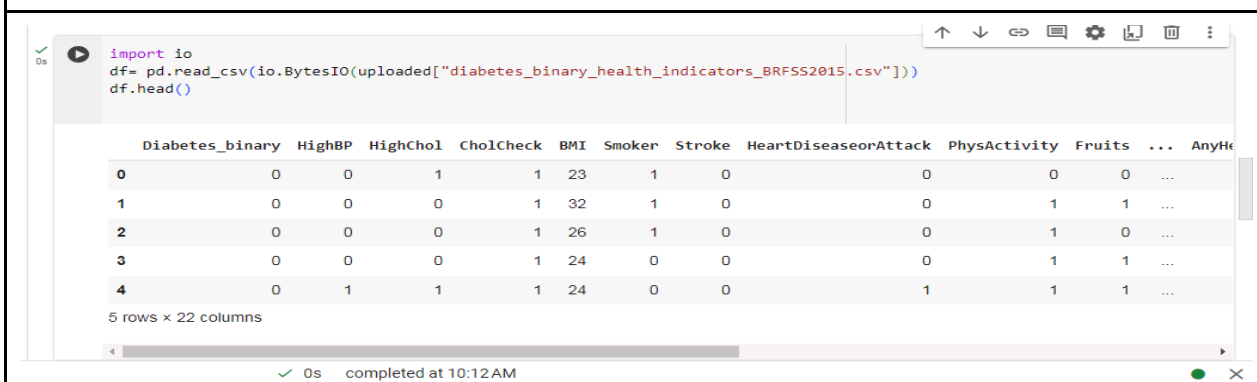 0s
import io
df= pd.read_csv(io.BytesIO(uploaded["diabetes_binary_health_indicators_BRFSS2015.csv"]))
df.head()
Diabetes_binary HighBP HighChol CholCheck BMI Smoker Stroke HeartDiseaseorAttack PhysActivity Fruits ... AnyHe
0 0 0 1 1 23 1 0 0 0 0 ...
1 0 0 0 1 32 1 0 0 1 1 ...
2 0 0 0 1 26 1 0 0 1 0 ...
3 0 0 0 1 24 0 0 0 1 1 ...
4 0 1 1 1 24 0 0 1 1 1 ...
5 rows × 22 columns
0s completed at 10:12 AM